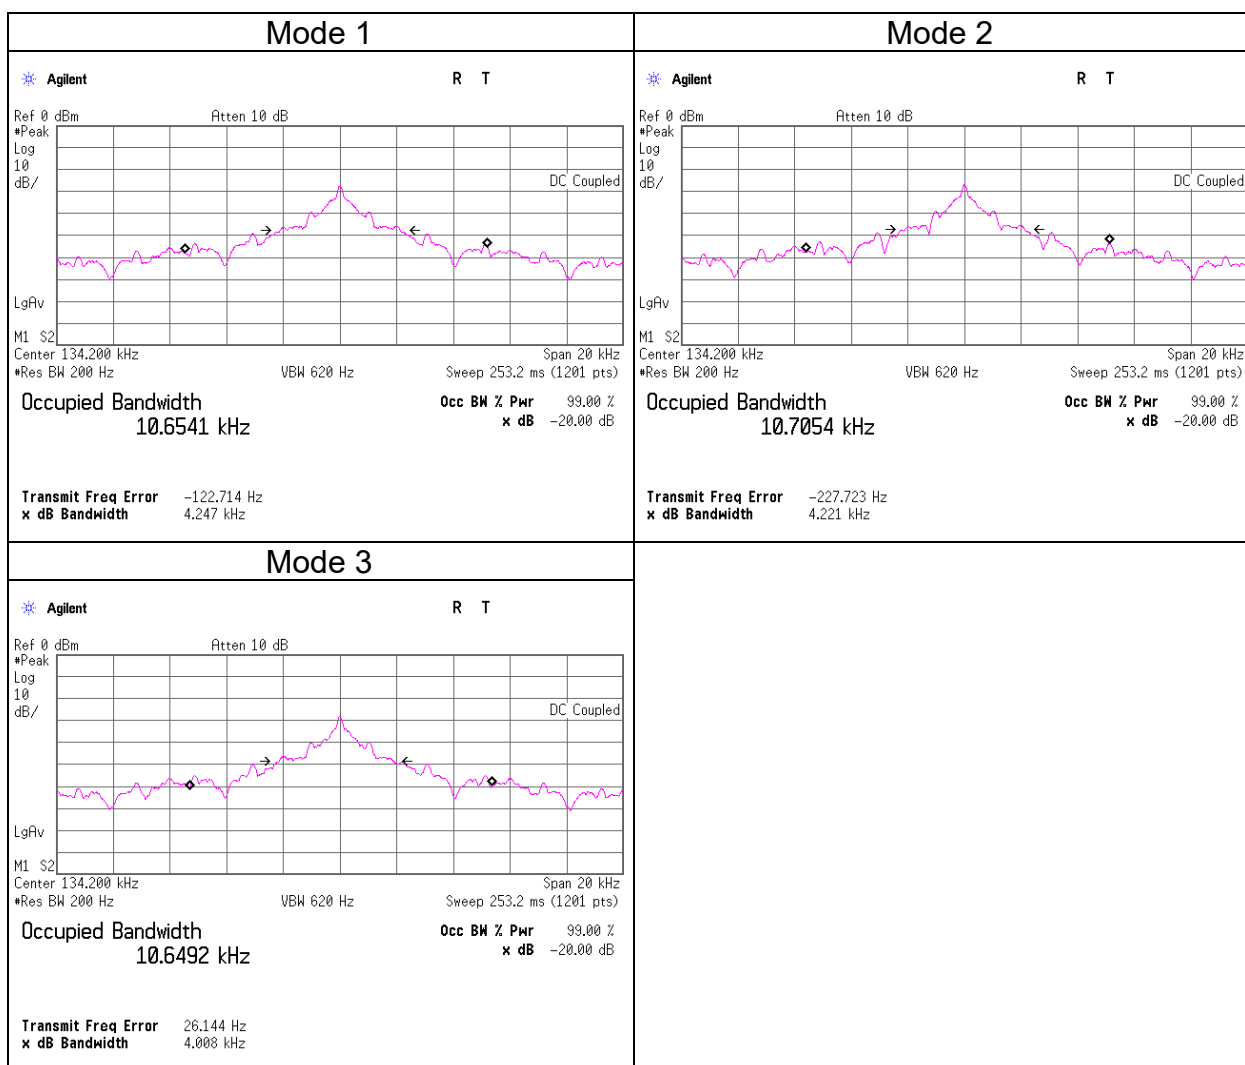 Mode 1
Agilent R T
Ref 0 dBm Atten 10 dB
#Peak
Log
10
dB/
DC Coupled
LgAv
M1 S2
Center 134.200 kHz Span 20 kHz
#Res BW 200 Hz VBW 620 Hz Sweep 253.2 ms (1201 pts)
Occupied Bandwidth Occ BW % Pwr 99.00 %
10.6541 kHz x dB -20.00 dB
Transmit Freq Error -122.714 Hz
x dB Bandwidth 4.247 kHz
Mode 2
Agilent R T
Ref 0 dBm Atten 10 dB
#Peak
Log
10
dB/
DC Coupled
LgAv
M1 S2
Center 134.200 kHz Span 20 kHz
#Res BW 200 Hz VBW 620 Hz Sweep 253.2 ms (1201 pts)
Occupied Bandwidth Occ BW % Pwr 99.00 %
10.7054 kHz x dB -20.00 dB
Transmit Freq Error -227.723 Hz
x dB Bandwidth 4.221 kHz
Mode 3
Agilent R T
Ref 0 dBm Atten 10 dB
#Peak
Log
10
dB/
DC Coupled
LgAv
M1 S2
Center 134.200 kHz Span 20 kHz
#Res BW 200 Hz VBW 620 Hz Sweep 253.2 ms (1201 pts)
Occupied Bandwidth Occ BW % Pwr 99.00 %
10.6492 kHz x dB -20.00 dB
Transmit Freq Error 26.144 Hz
x dB Bandwidth 4.008 kHz